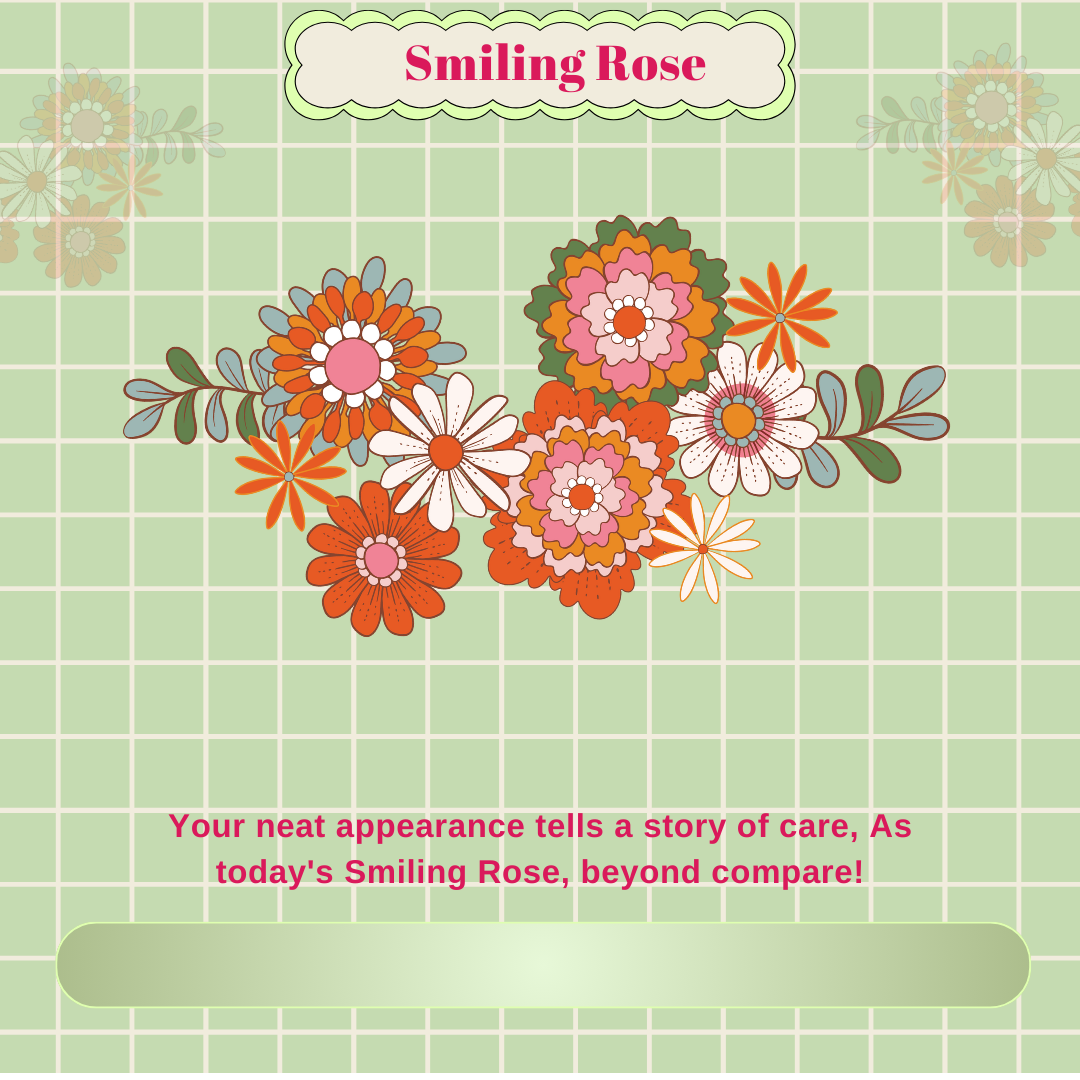 Smiling Rose
Your neat appearance tells a story of care, As
today's Smiling Rose, beyond compare!